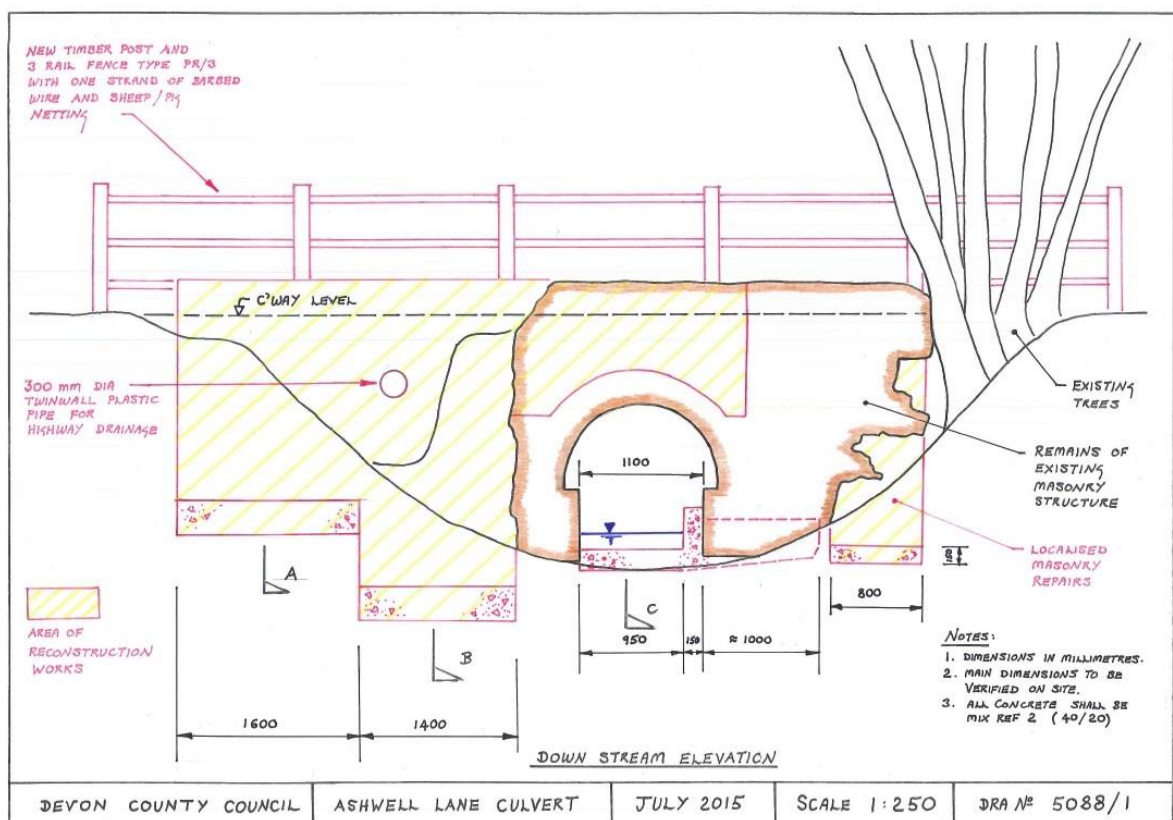 NEW TIMBER POST AND
3 RAIL FENCE TYPE PR/3
WITH ONE STRAND OF BARBED
WIRE AND SHEEP/PIG
NETTING
C'WAY LEVEL
300 mm DIA
TWINWALL PLASTIC
PIPE FOR
HIGHWAY DRAINAGE
EXISTING
TREES
REMAINS OF
EXISTING
MASONRY
STRUCTURE
LOCALISED
MASONRY
REPAIRS
1100
150
800
A
B
C
950
150
≈1000
AREA OF
RECONSTRUCTION
WORKS
1600
1400
NOTES:
1. DIMENSIONS IN MILLIMETRES.
2. MAIN DIMENSIONS TO BE
VERIFIED ON SITE.
3. ALL CONCRETE SHALL BE
MIX REF 2 (40/20)
DOWN STREAM ELEVATION
DEVON COUNTY COUNCIL
ASHWELL LANE CULVERT
JULY 2015
SCALE 1:250
DRA Nº 5088/1